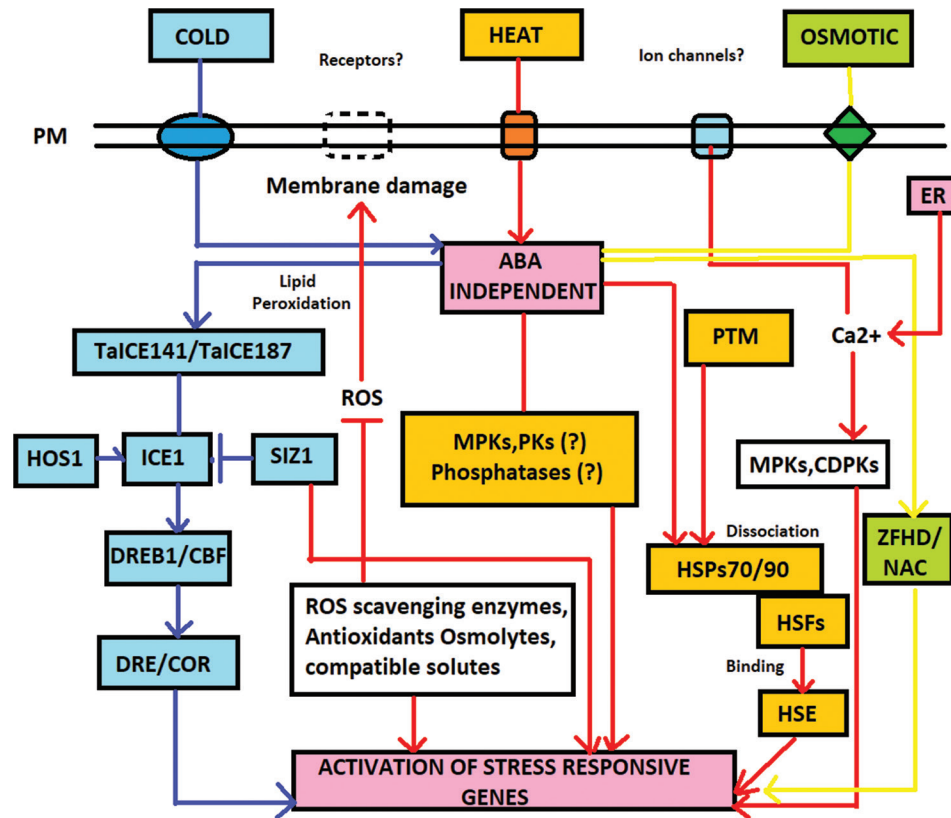 COLD
HEAT
OSMOTIC
Receptors?
Ion channels?
PM
Membrane damage
ER
ABA
INDEPENDENT
Lipid
Peroxidation
TaICE141/TaICE187
PTM
Ca2+
ROS
HOS1
ICE1
SIZ1
MPKs,PKs (?)
Phosphatases (?)
MPKs,CDPKs
DREB1/CBF
Dissociation
ZFHD/
NAC
HSPs70/90
ROS scavenging enzymes,
Antioxidants Osmolytes,
compatible solutes
HSFs
DRE/COR
Binding
HSE
ACTIVATION OF STRESS RESPONSIVE
GENES